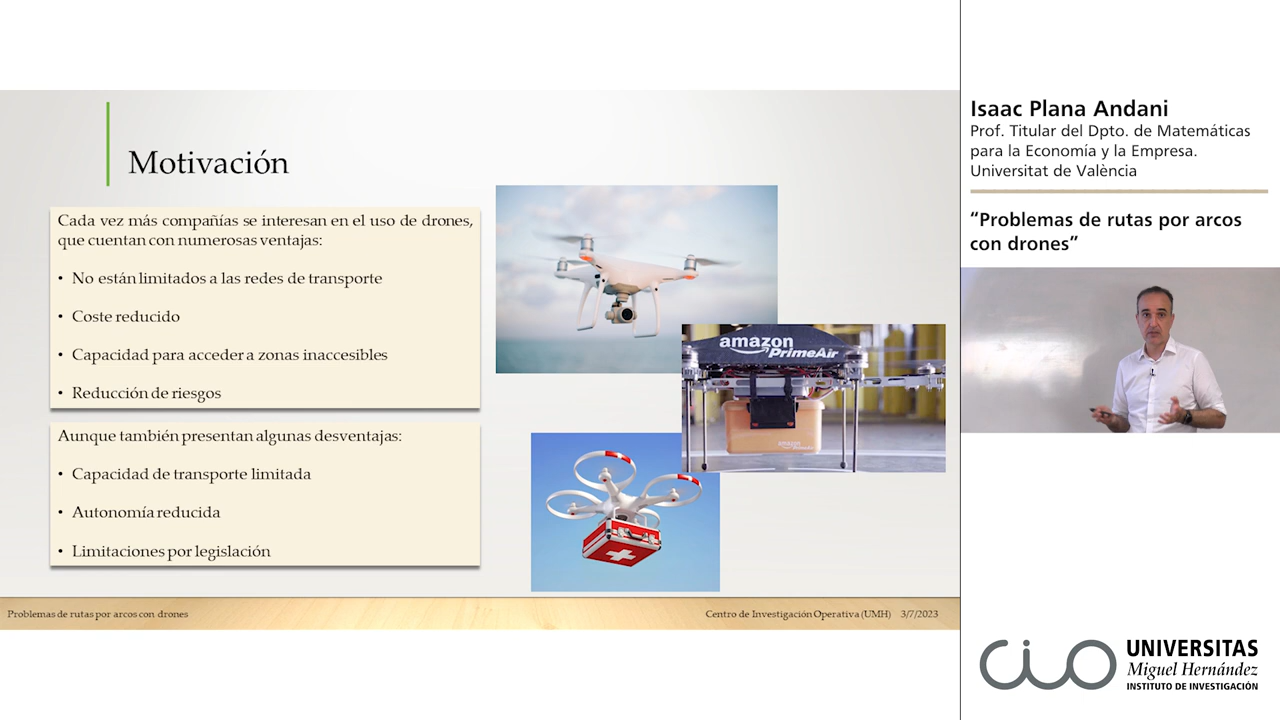 Motivación
Cada vez más compañías se interesan en el uso de drones,
que cuentan con numerosas ventajas:
• No están limitados a las redes de transporte
• Coste reducido
• Capacidad para acceder a zonas inaccesibles
• Reducción de riesgos
Aunque también presentan algunas desventajas:
• Capacidad de transporte limitada
• Autonomía reducida
• Limitaciones por legislación
amazon
PrimeAir
amazon
PrimeAir
Problemas de rutas por arcos con drones
Centro de Investigación Operativa (UMH) 3/7/2023
Isaac Plana Andani
Prof. Titular del Dpto. de Matemáticas
para la Economía y la Empresa.
Universitat de València
“Problemas de rutas por arcos
con drones”
cio
UNIVERSITAS
Miguel Hernández
INSTITUTO DE INVESTIGACIÓN